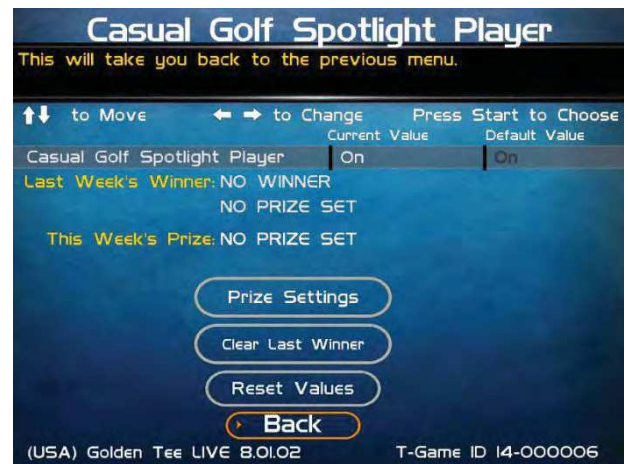 Casual Golf Spotlight Player
This will take you back to the previous menu.
to Move to Change Press Start to Choose
Current Value Default Value
Casual Golf Spotlight Player On On
Last Week's Winner: NO WINNER
NO PRIZE SET
This Week's Prize: NO PRIZE SET
Prize Settings
Clear Last Winner
Reset Values
Back
(USA) Golden Tee LIVE 8.01.02 T-Game ID 14-000006